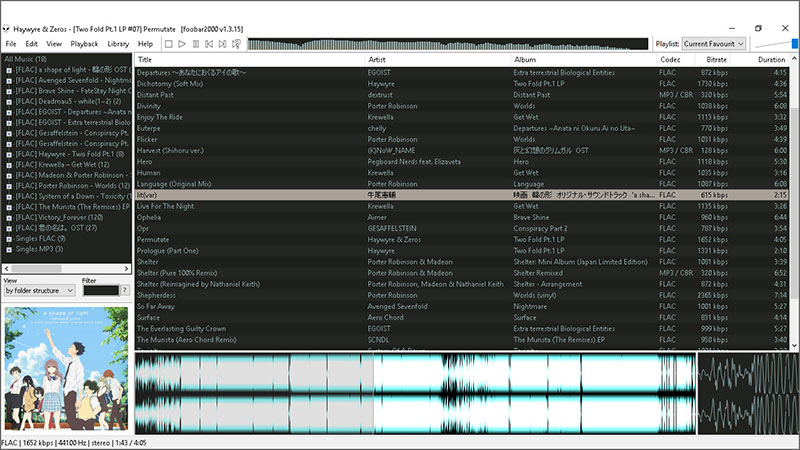 Haywyre & Zeros - [Two Fold Pt.1 LP #07] Permutate [foobar2000 v1.3.15]
File Edit View Playback Library Help Playlist: Current Favourit
All Music (18)
[FLAC] a shape of light - 聲の形 OST (
[FLAC] Avenged Sevenfold - Nightmare
[FLAC] Brave Shine - FateStay Night O
[FLAC] Deadmau5 - while(1~2) (2)
[FLAC] EGOIST - Departures ~あなた
[FLAC] EGOIST - Extra terrestrial Biolog
[FLAC] Gesaffelstein - Conspiracy Pt.
[FLAC] Haywyre - Two Fold Pt.1 (8)
[FLAC] Krewella – Get Wet (12)
[FLAC] Madeon & Porter Robinson -
[FLAC] Porter Robinson - Worlds (12)
[FLAC] System of a Down - Toxicity (
[FLAC] The Munsta (The Remixes) EP
[FLAC] Victory_Forever (120)
[FLAC] 君の名は。OST (27)
Singles FLAC (9)
Singles MP3 (3)
View Filter
by folder structure ?
a shape of light
Title Artist Album Codec Bitrate Duration
Departures ~あなたにおくるアイの歌~ EGOIST Extra terrestrial Biological Entities FLAC 872 kbps 4:15
Dichotomy (Soft Mix) Haywyre Two Fold Pt.1 LP FLAC 1730 kbps 4:36
Distant Past dextrust Distant Past MP3 / CBR 320 kbps 5:54
Divinity Porter Robinson Worlds FLAC 1038 kbps 6:08
Enjoy The Ride Krewella Get Wet FLAC 1113 kbps 3:32
Euterpe chelly Departures ~Anata ni Okuru Ai no Uta~ FLAC 770 kbps 3:49
Flicker Porter Robinson Worlds FLAC 1031 kbps 4:39
Harvest (Shihoru ver.) (K)NoW_NAME 灰と幻想のグリムガル OST MP3 / CBR 128 kbps 6:00
Hero Pegboard Nerds feat. Elizaveta Hero FLAC 1118 kbps 5:30
Human Krewella Get Wet FLAC 1035 kbps 3:16
Language (Original Mix) Porter Robinson Language FLAC 1087 kbps 6:08
lit(var) 牛尾憲輔 映画 聲の形 オリジナル・サウンドトラック 'a sha... FLAC 615 kbps 2:15
Live For The Night Krewella Get Wet FLAC 1135 kbps 3:26
Ophelia Aimer Brave Shine FLAC 960 kbps 6:44
Opr GESAFFELSTEIN Conspiracy Part 2 FLAC 787 kbps 3:54
Permutate Haywyre & Zeros Two Fold Pt.1 LP FLAC 1652 kbps 4:05
Prologue (Part One) Haywyre Two Fold Pt.1 LP FLAC 1331 kbps 2:10
Shelter Porter Robinson & Madeon Shelter: Mini Album (Japan Limited Edition) FLAC 1081 kbps 3:39
Shelter (Pure 100% Remix) Porter Robinson & Madeon Shelter Remixed MP3 / CBR 320 kbps 6:52
Shelter (Reimagined by Nathaniel Keith) Porter Robinson, Madeon & Nathaniel Keith Shelter - Arrangement FLAC 872 kbps 4:31
Shepherdess Porter Robinson Worlds (vinyl) FLAC 2365 kbps 7:14
So Far Away Avenged Sevenfold Nightmare FLAC 1001 kbps 5:27
Surface Aero Chord Surface FLAC 831 kbps 4:14
The Everlasting Guilty Crown EGOIST Extra terrestrial Biological Entities FLAC 999 kbps 5:27
The Munsta (Aero Chord Remix) SCNDL The Munsta (The Remixes) EP FLAC 950 kbps 4:31
FLAC | 1652 kbps | 44100 Hz | stereo | 1:43 / 4:05